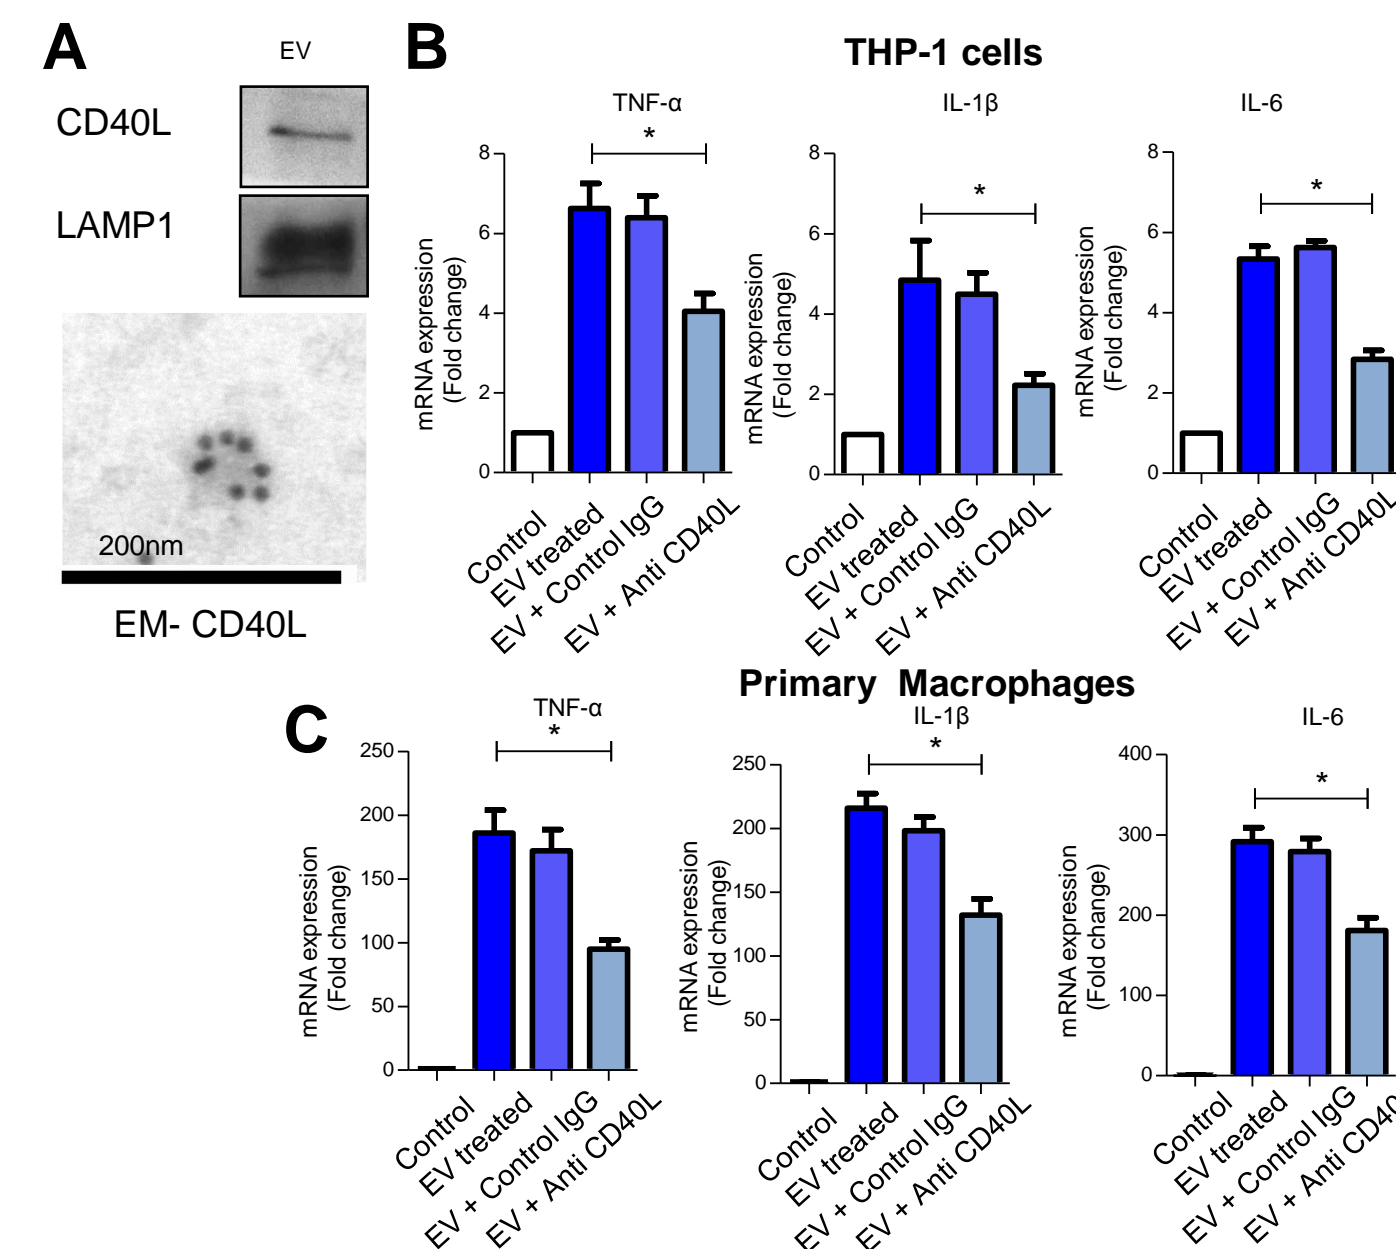 A
EV
CD40L
LAMP1
200nm
EM- CD40L
B
THP-1 cells
TNF-α
*
mRNA expression
(Fold change)
8
6
4
2
0
Control
EV treated
EV + Control IgG
EV + Anti CD40L
IL-1β
*
mRNA expression
(Fold change)
8
6
4
2
0
Control
EV treated
EV + Control IgG
EV + Anti CD40L
IL-6
*
mRNA expression
(Fold change)
8
6
4
2
0
Control
EV treated
EV + Control IgG
EV + Anti CD40L
Primary Macrophages
C
TNF-α
*
mRNA expression
(Fold change)
250
200
150
100
50
0
Control
EV treated
EV + Control IgG
EV + Anti CD40L
IL-1β
*
mRNA expression
(Fold change)
250
200
150
100
50
0
Control
EV treated
EV + Control IgG
EV + Anti CD40L
IL-6
*
mRNA expression
(Fold change)
400
300
200
100
0
Control
EV treated
EV + Control IgG
EV + Anti CD40